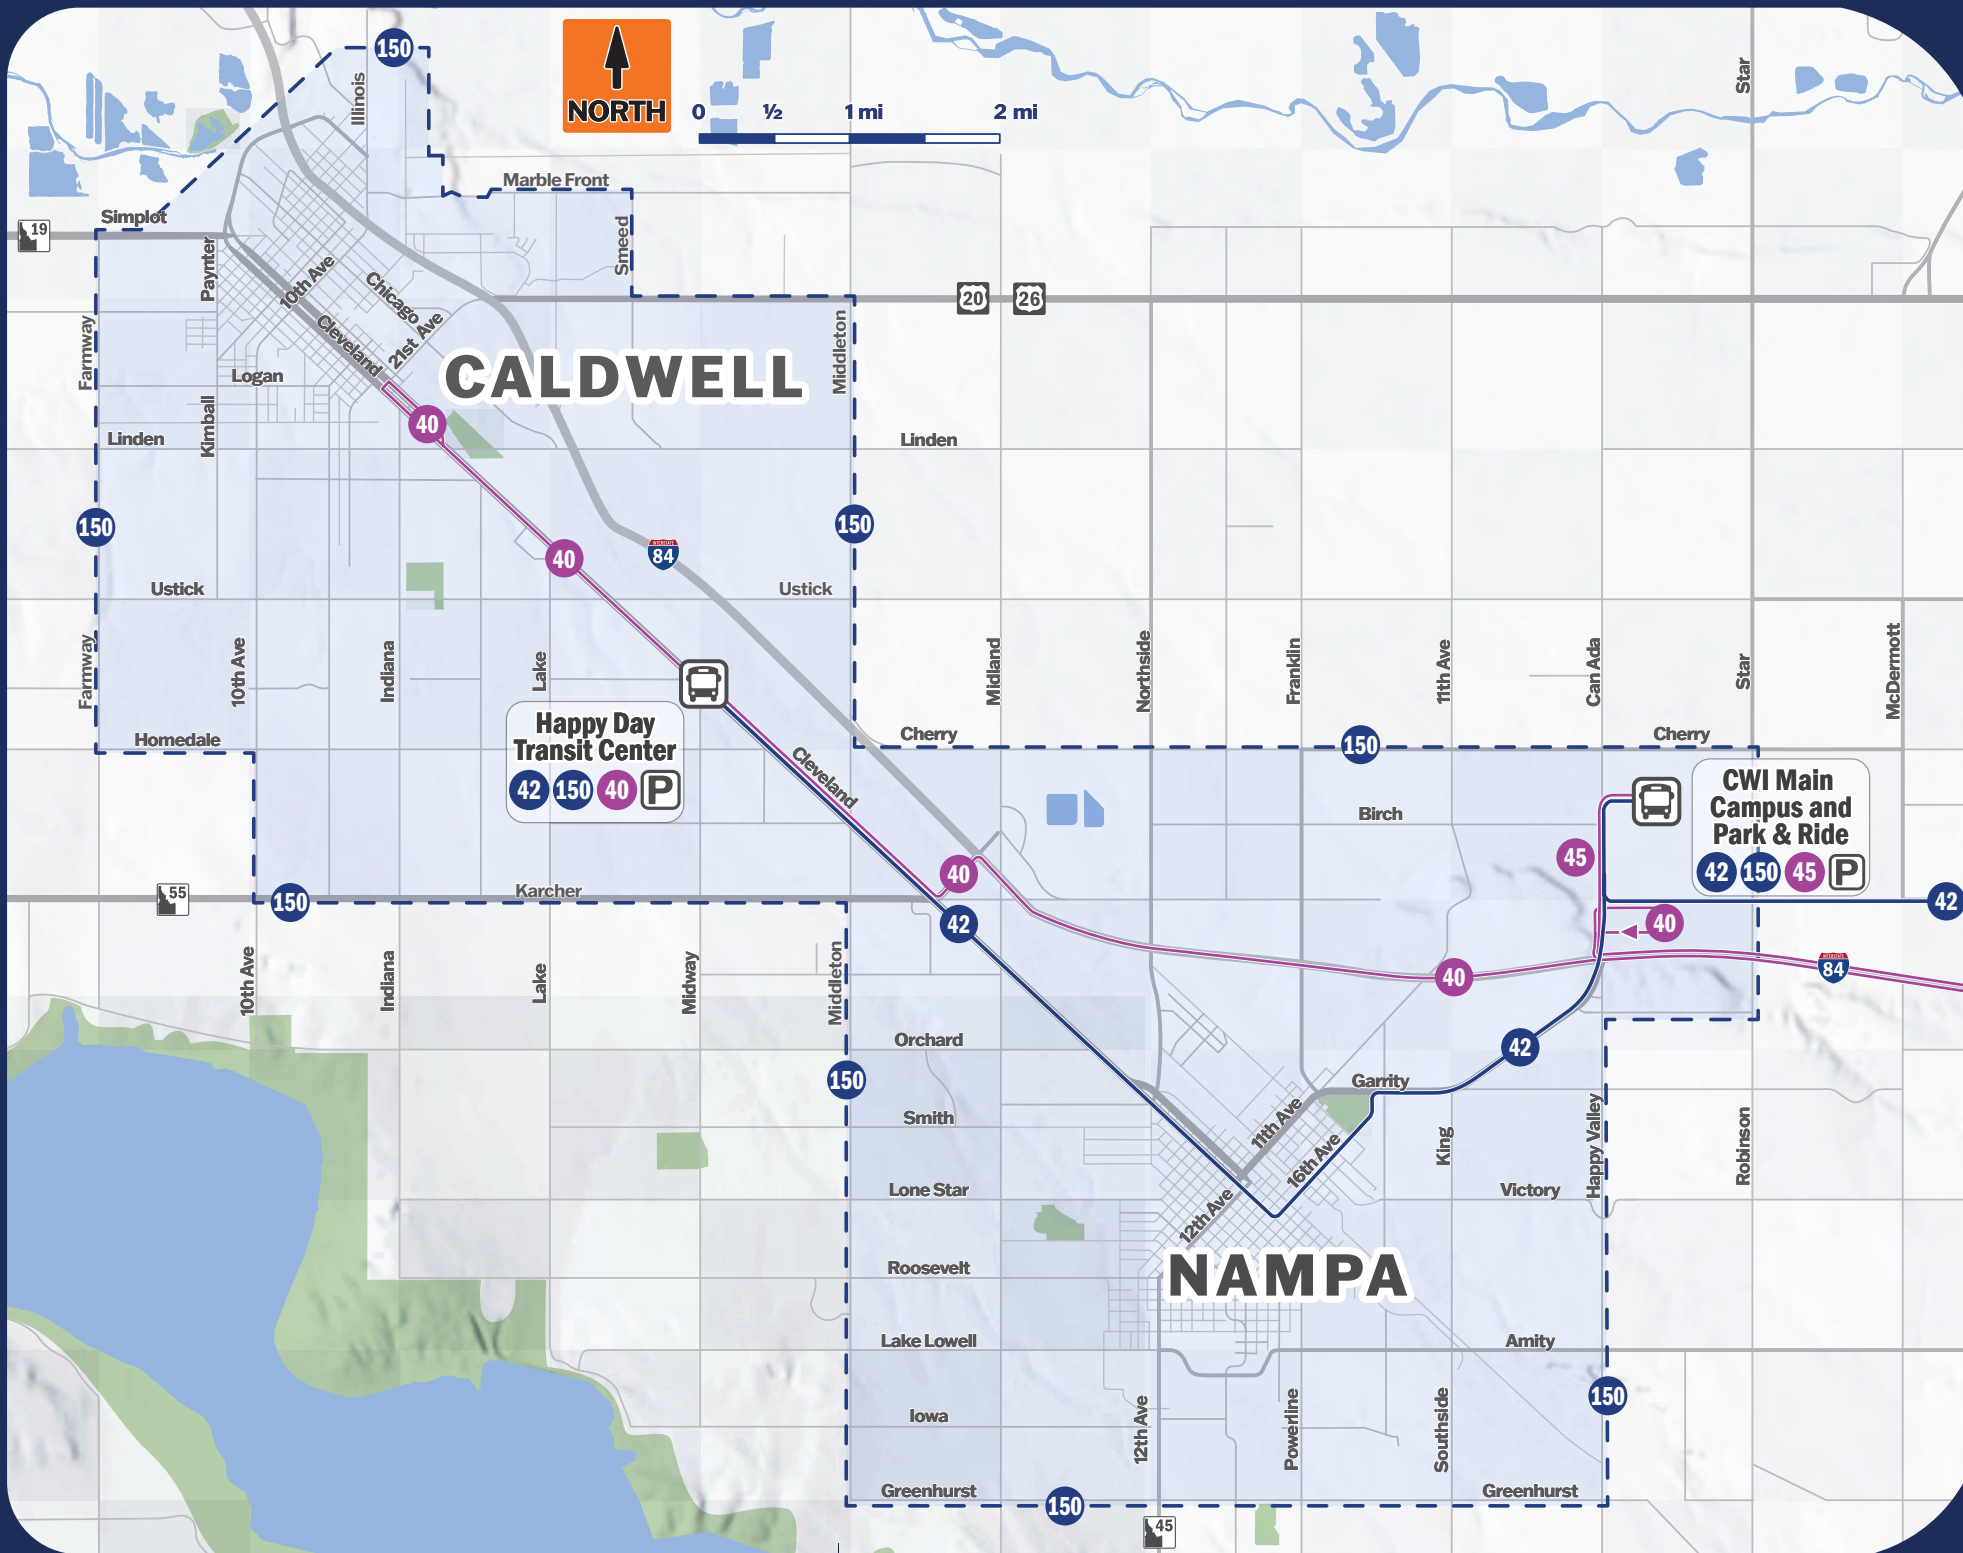 150
Illinois
NORTH
0 ½ 1 mi 2 mi
Star
Marble Front
Simplot
19
Paynter
Smeed
10th Ave
Chicago
20 26
Cleveland
21st Ave
Farmway
Middleton
CALDWELL
Logan
Kimball
40
Linden
Linden
150
150
40
INTERSTATE
84
Ustick
Ustick
Farmway
10th Ave
Indiana
Lake
Midland
Northside
Franklin
11th Ave
Can Ada
Star
McDermott
Happy Day
Transit Center
42 150 40 P
Homedale
Cherry
150
Cherry
Cleveland
CWI Main
Campus and
Park & Ride
42 150 45 P
Birch
45
40
55
150
Karcher
42
42
40
40
INTERSTATE
84
10th Ave
Indiana
Lake
Midway
Middleton
Orchard
42
150
Garrity
Smith
11th Ave
16th Ave
King
Happy Valley
Robinson
Lone Star
12th Ave
Victory
Roosevelt
NAMPA
Lake Lowell
Amity
150
Iowa
12th Ave
Powerline
Southside
Greenhurst
Greenhurst
150
45